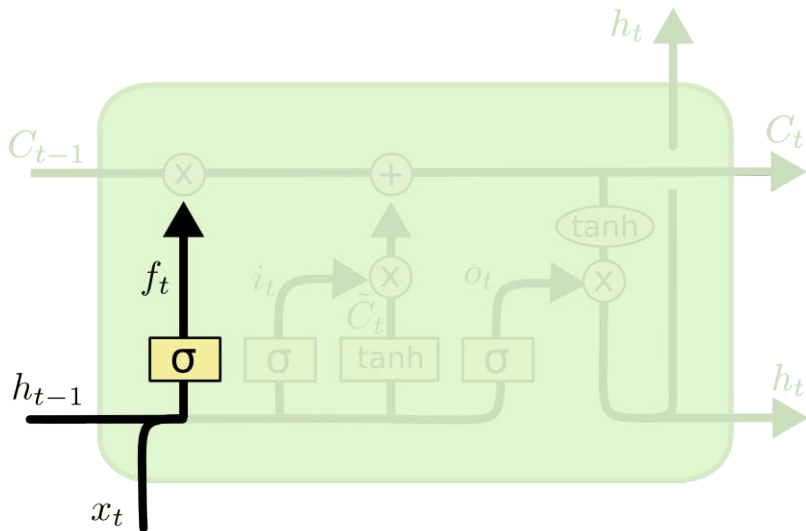 h_t
C_{t-1}
C_t
x
+
tanh
f_t
i_t
x
o_t
x
C̃_t
σ
σ
tanh
σ
h_{t-1}
h_t
x_t